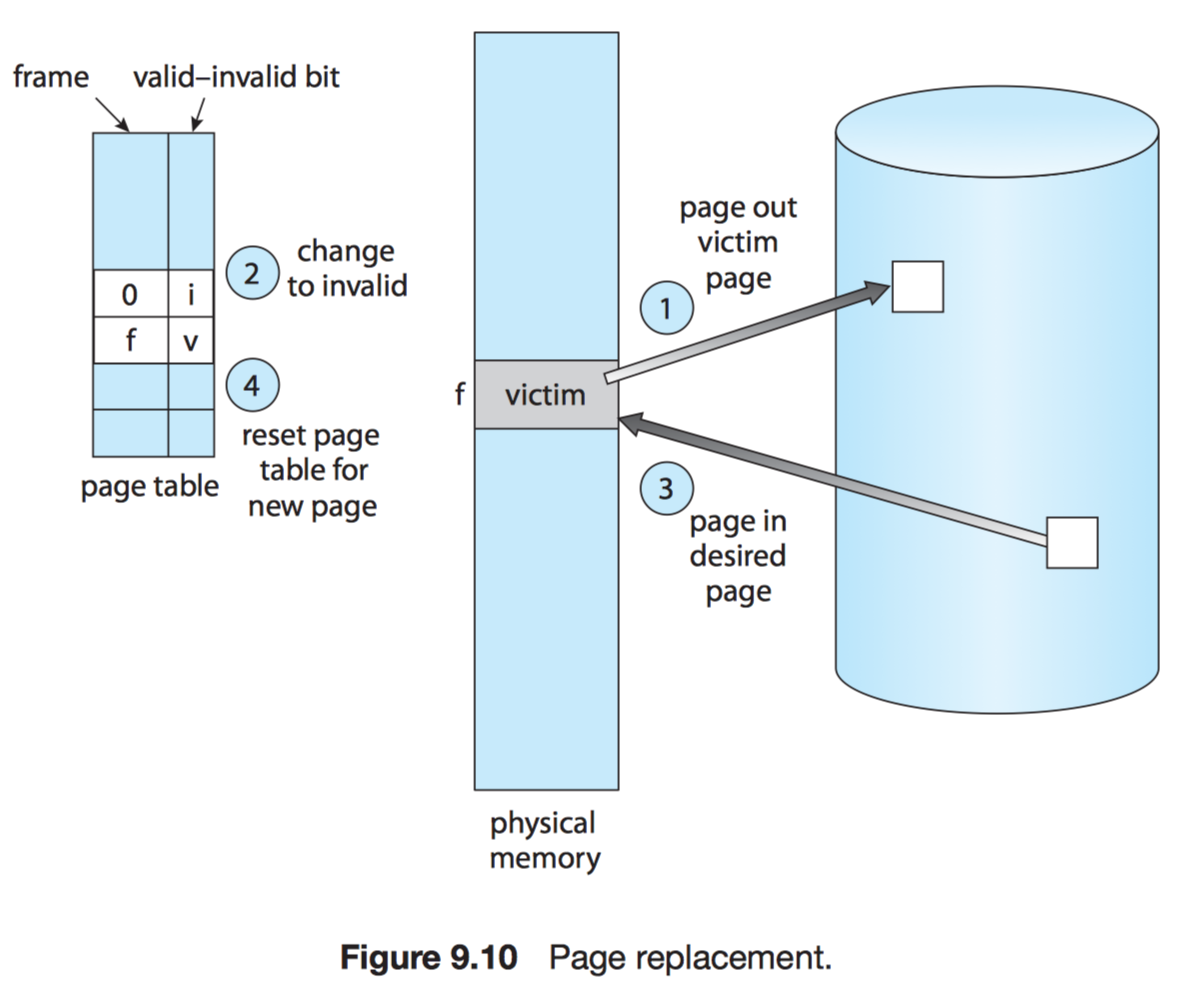 frame
valid–invalid bit
0
i
f
v
page table
2
change
to invalid
4
reset page
table for
new page
f
victim
physical
memory
1
page out
victim
page
3
page in
desired
page
Figure 9.10 Page replacement.